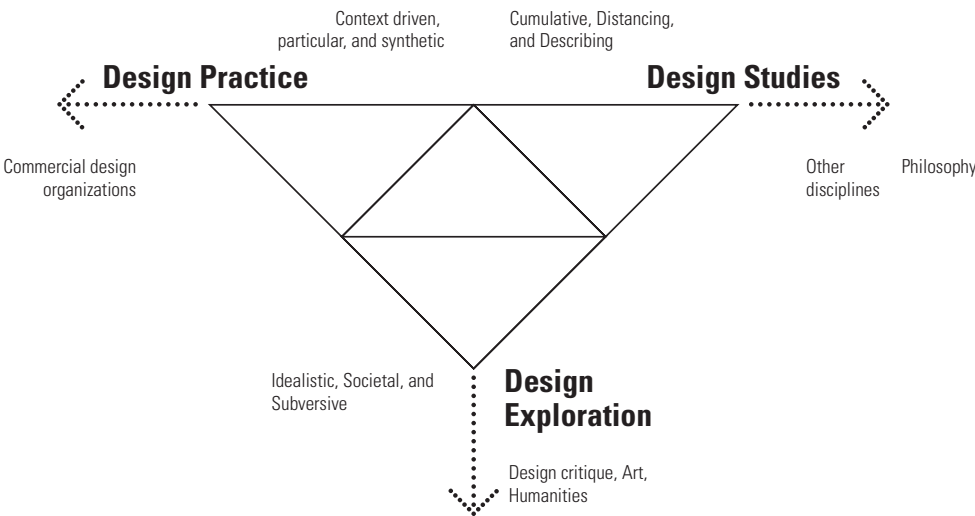 Context driven,
particular, and synthetic
Cumulative, Distancing,
and Describing
Design Practice
Design Studies
Commercial design
organizations
Other
disciplines
Philosophy
Idealistic, Societal, and
Subversive
Design
Exploration
Design critique, Art,
Humanities